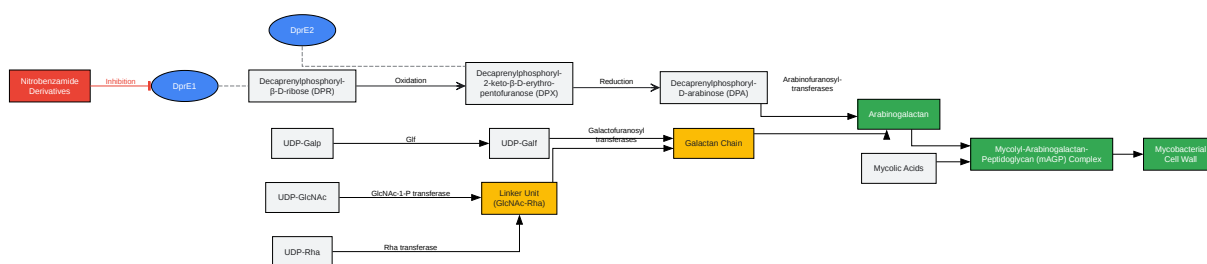 DprE2
Nitrobenzamide
Derivatives
Inhibition
DprE1
Decaprenylphosphoryl-
β-D-ribose (DPR)
Oxidation
Decaprenylphosphoryl-
2-keto-β-D-erythro-
pentofuranose (DPX)
Reduction
Decaprenylphosphoryl-
D-arabinose (DPA)
Arabinofuranosyl-
transferases
Arabinogalactan
UDP-Galp
Glf
UDP-Galf
Galactofuranosyl
transferases
Galactan Chain
Mycolic Acids
Mycolyl-Arabinogalactan-
Peptidoglycan (mAGP) Complex
Mycobacterial
Cell Wall
UDP-GlcNAc
GlcNAc-1-P transferase
Linker Unit
(GlcNAc-Rha)
UDP-Rha
Rha transferase